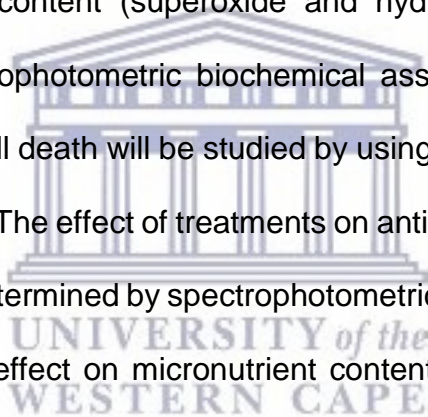 content (superoxide and hyd
ophotometric biochemical ass
ll death will be studied by using
The effect of treatments on anti
termined by spectrophotometric
UNIVERSITY of the
effect on micronutrient content
WESTERN CAPE